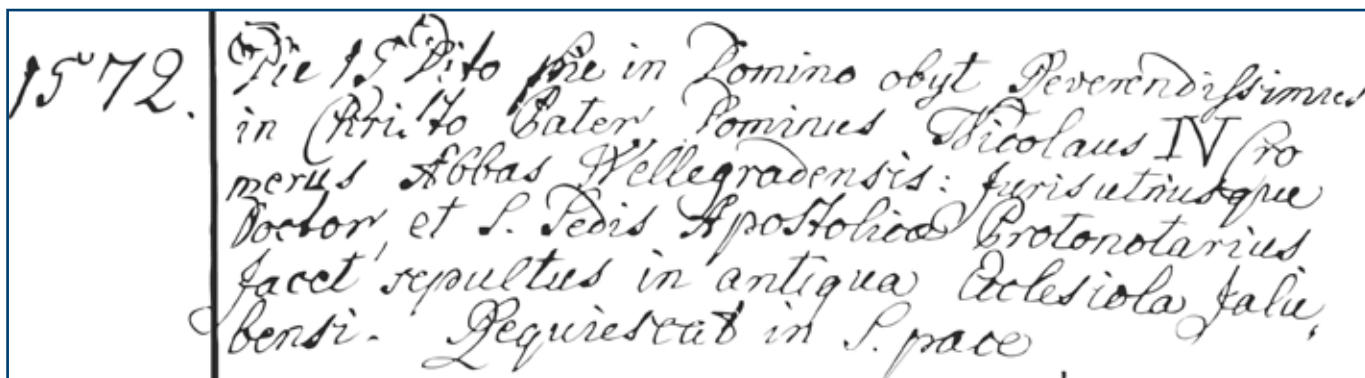 1572.
Die 15 Dito pie in Domino obyt Reverendissimus
in Christo Pater Dominus Nicolaus IV Cro
merus Abbas Wellegradensis: Juris utriusque
Doctor, et S. Sedis Apostolicæ Protonotarius
Jacet sepultus in antiqua Ecclesiola Jalu,
bensi. Requiescat in S. pace